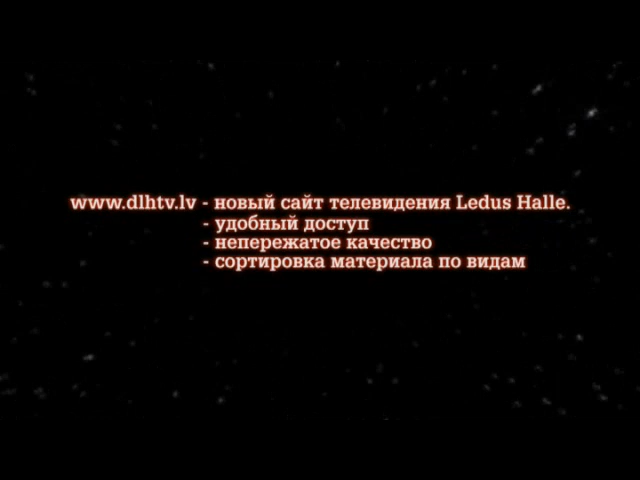 www.dlhtv.lv - новый сайт телевидения Ledus Halle.
- удобный доступ
- непережатое качество
- сортировка материала по видам